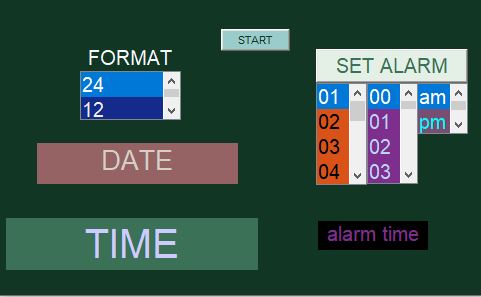 START
FORMAT
24
12
DATE
TIME
SET ALARM
01 00 am
02 01 pm
03 02
04 03
alarm time